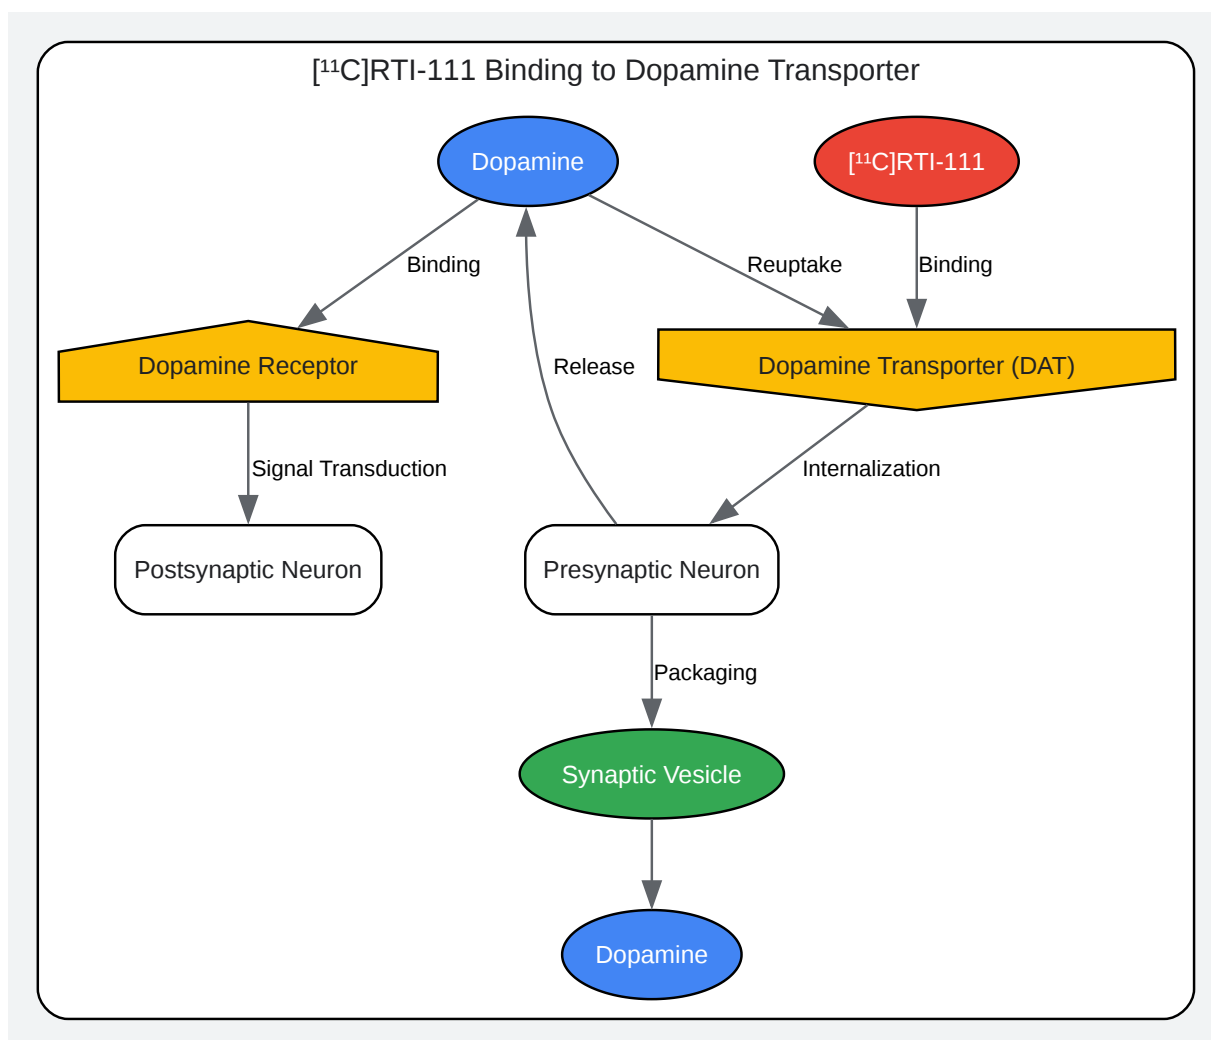 [¹¹C]RTI-111 Binding to Dopamine Transporter
Dopamine
[¹¹C]RTI-111
Binding
Reuptake
Binding
Dopamine Receptor
Release
Dopamine Transporter (DAT)
Signal Transduction
Internalization
Postsynaptic Neuron
Presynaptic Neuron
Packaging
Synaptic Vesicle
Dopamine